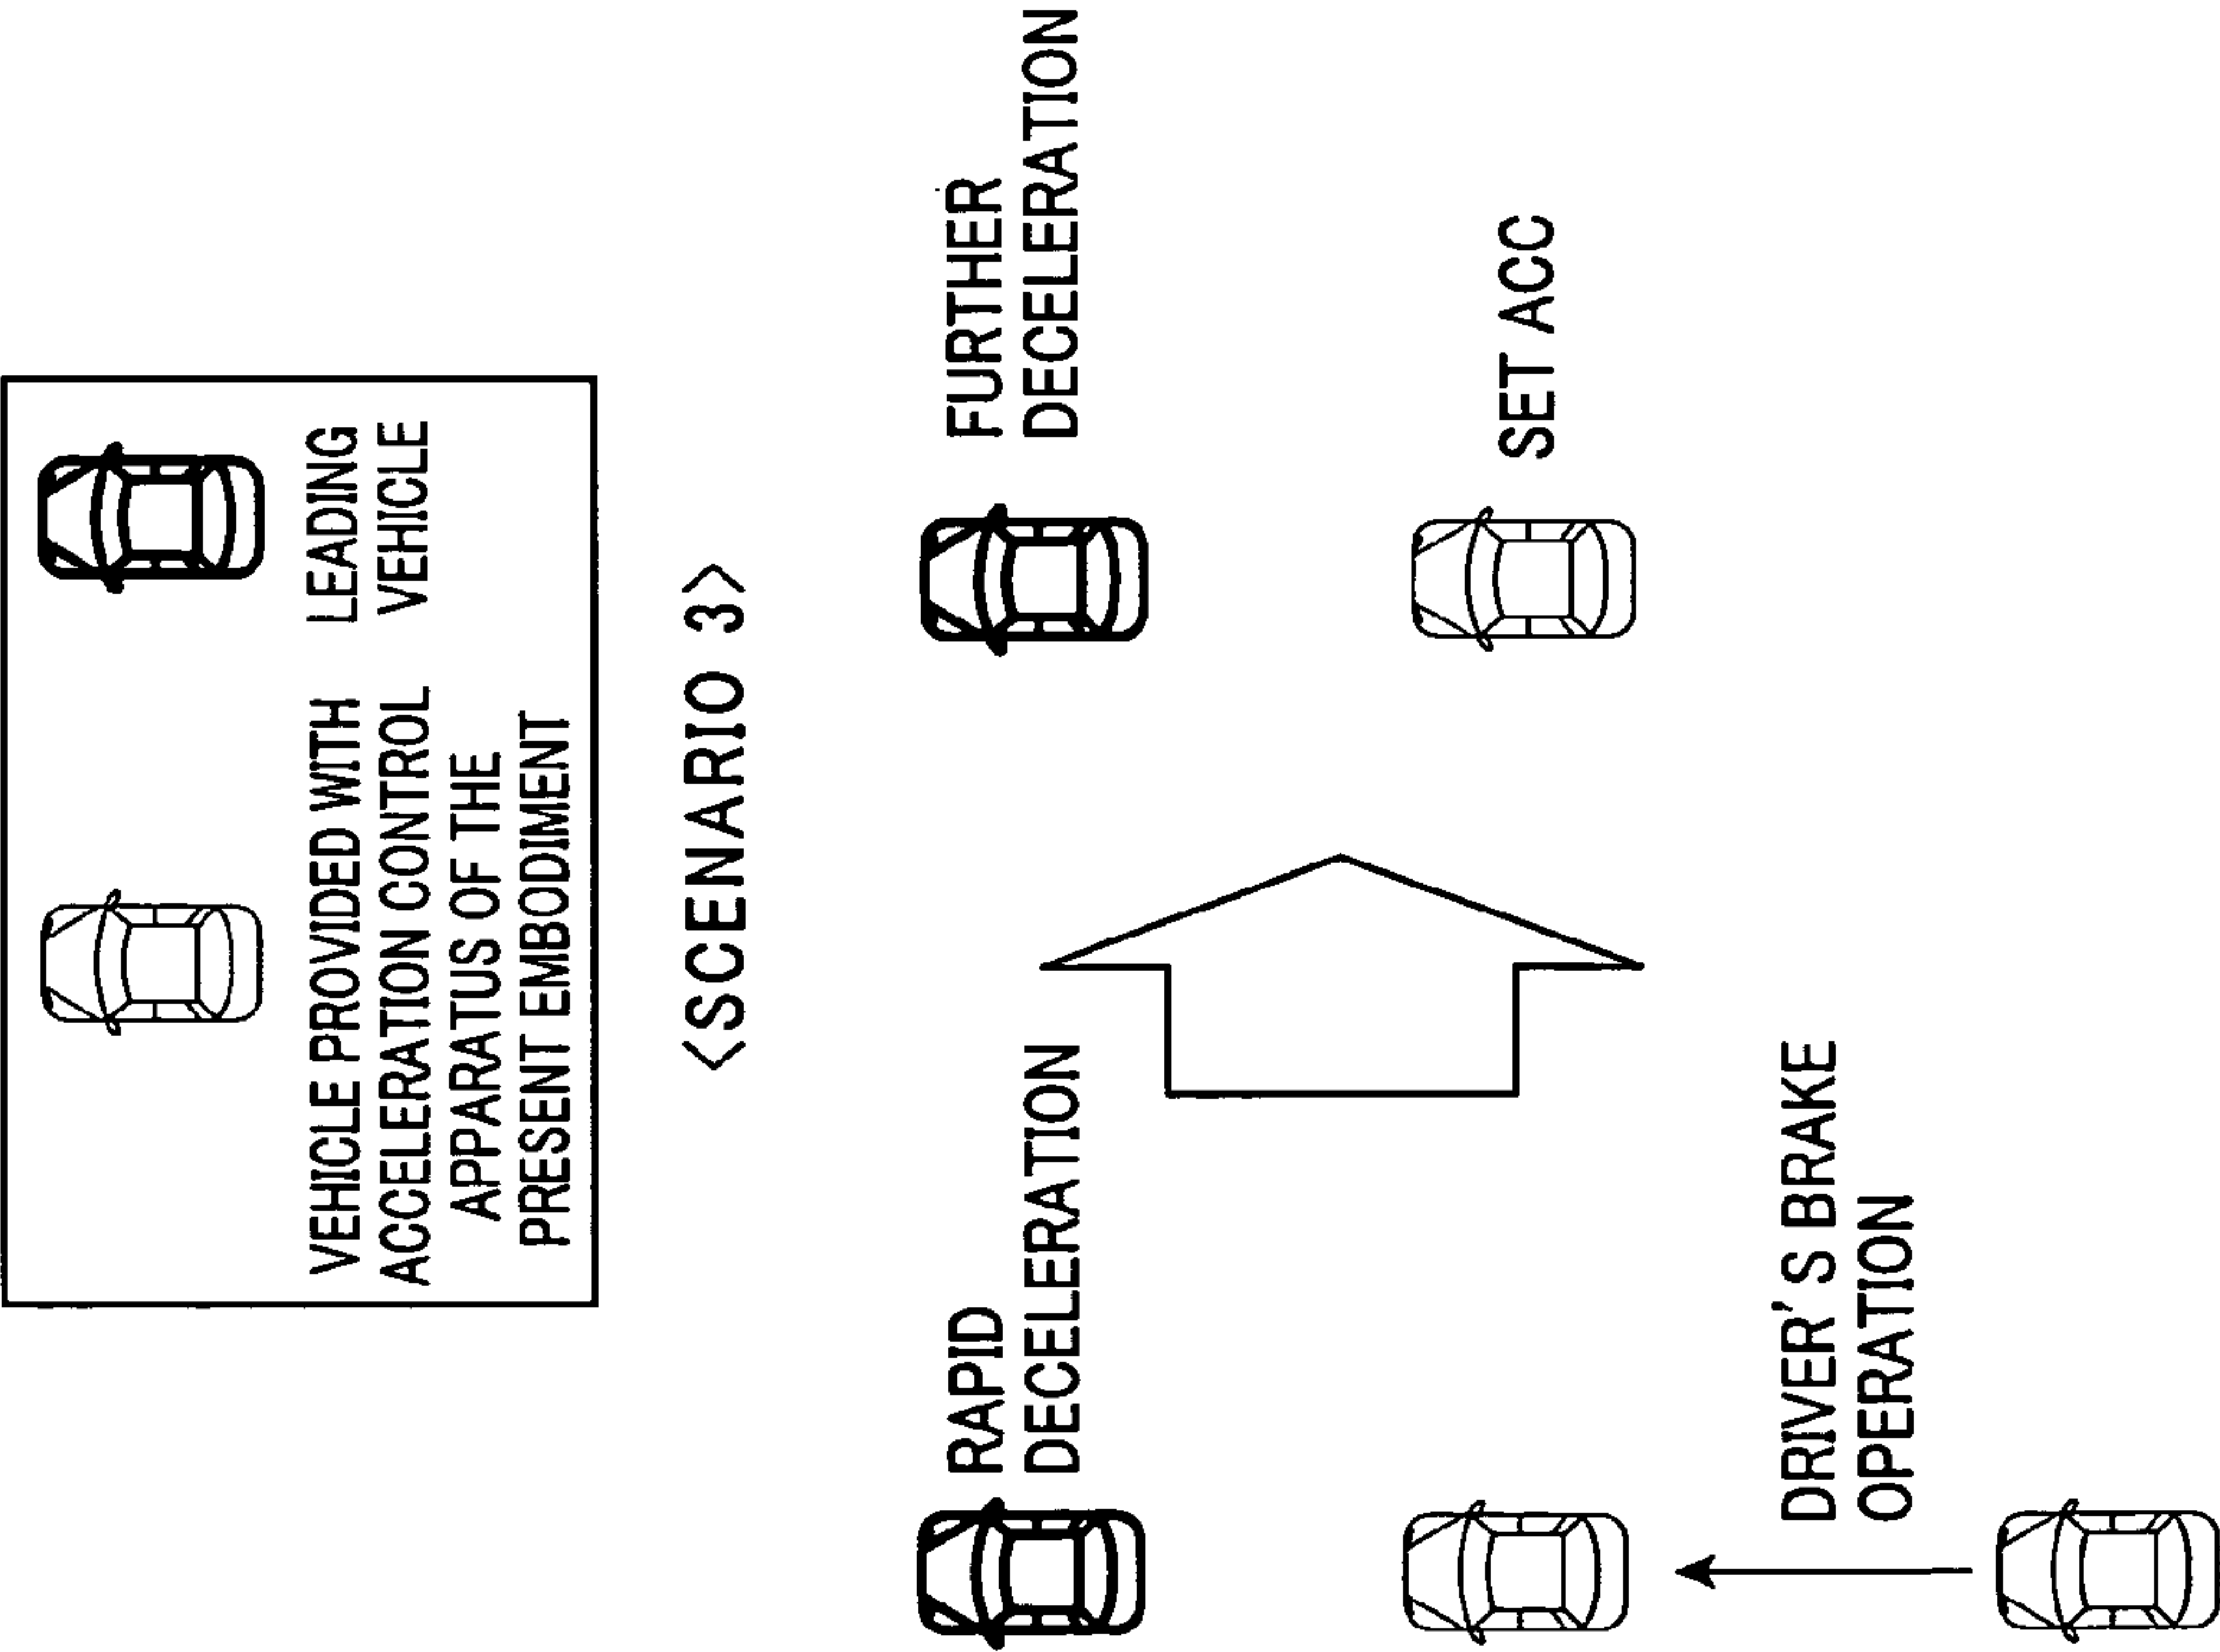 VEHICLE PROVIDED WITH
ACCELERATION CONTROL
APPARATUS OF THE
PRESENT EMBODIMENT
LEADING
VEHICLE
<SCENARIO 3>
RAPID
DECELERATION
DRIVER'S BRAKE
OPERATION
FURTHER
DECELERATION
SET ACC